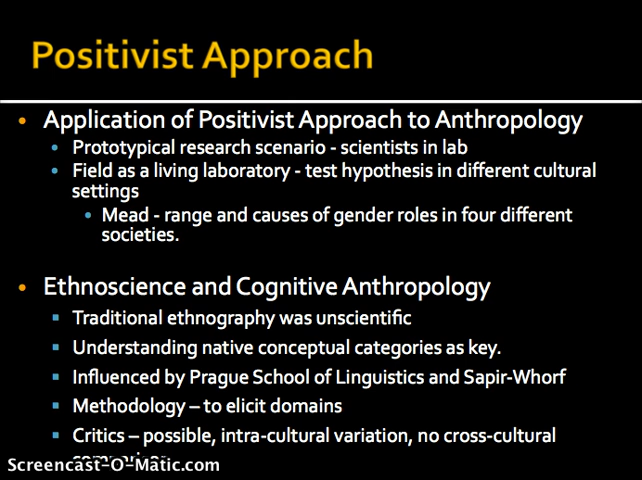 Positivist Approach
• Application of Positivist Approach to Anthropology
• Prototypical research scenario - scientists in lab
• Field as a living laboratory - test hypothesis in different cultural
settings
• Mead - range and causes of gender roles in four different
societies.
• Ethnoscience and Cognitive Anthropology
▪ Traditional ethnography was unscientific
▪ Understanding native conceptual categories as key.
▪ Influenced by Prague School of Linguistics and Sapir-Whorf
▪ Methodology – to elicit domains
▪ Critics – possible, intra-cultural variation, no cross-cultural
Screencast-O-Matic.com